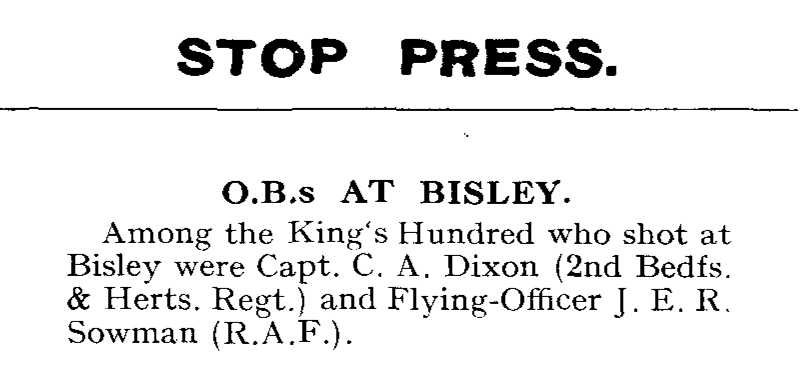 STOP PRESS.
O.B.s AT BISLEY.
Among the King's Hundred who shot at
Bisley were Capt. C. A. Dixon (2nd Bedfs.
& Herts. Regt.) and Flying-Officer J. E. R.
Sowman (R.A.F.).